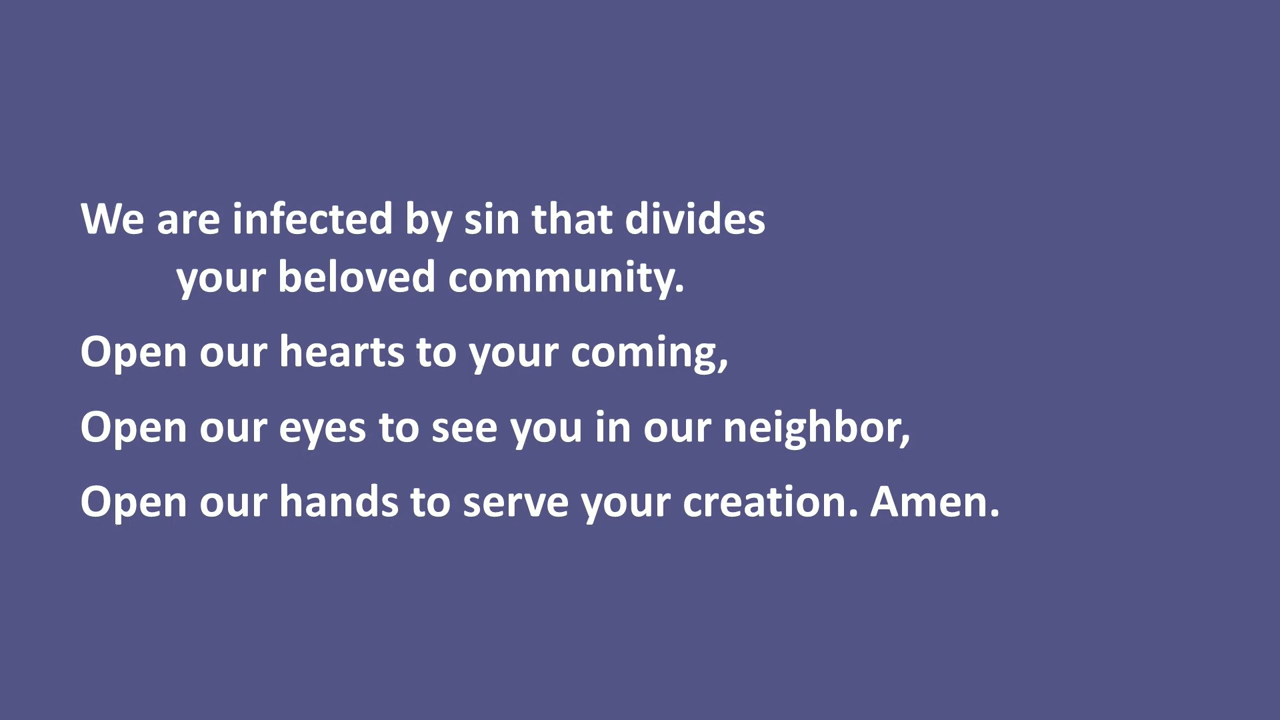 We are infected by sin that divides
your beloved community.
Open our hearts to your coming,
Open our eyes to see you in our neighbor,
Open our hands to serve your creation. Amen.